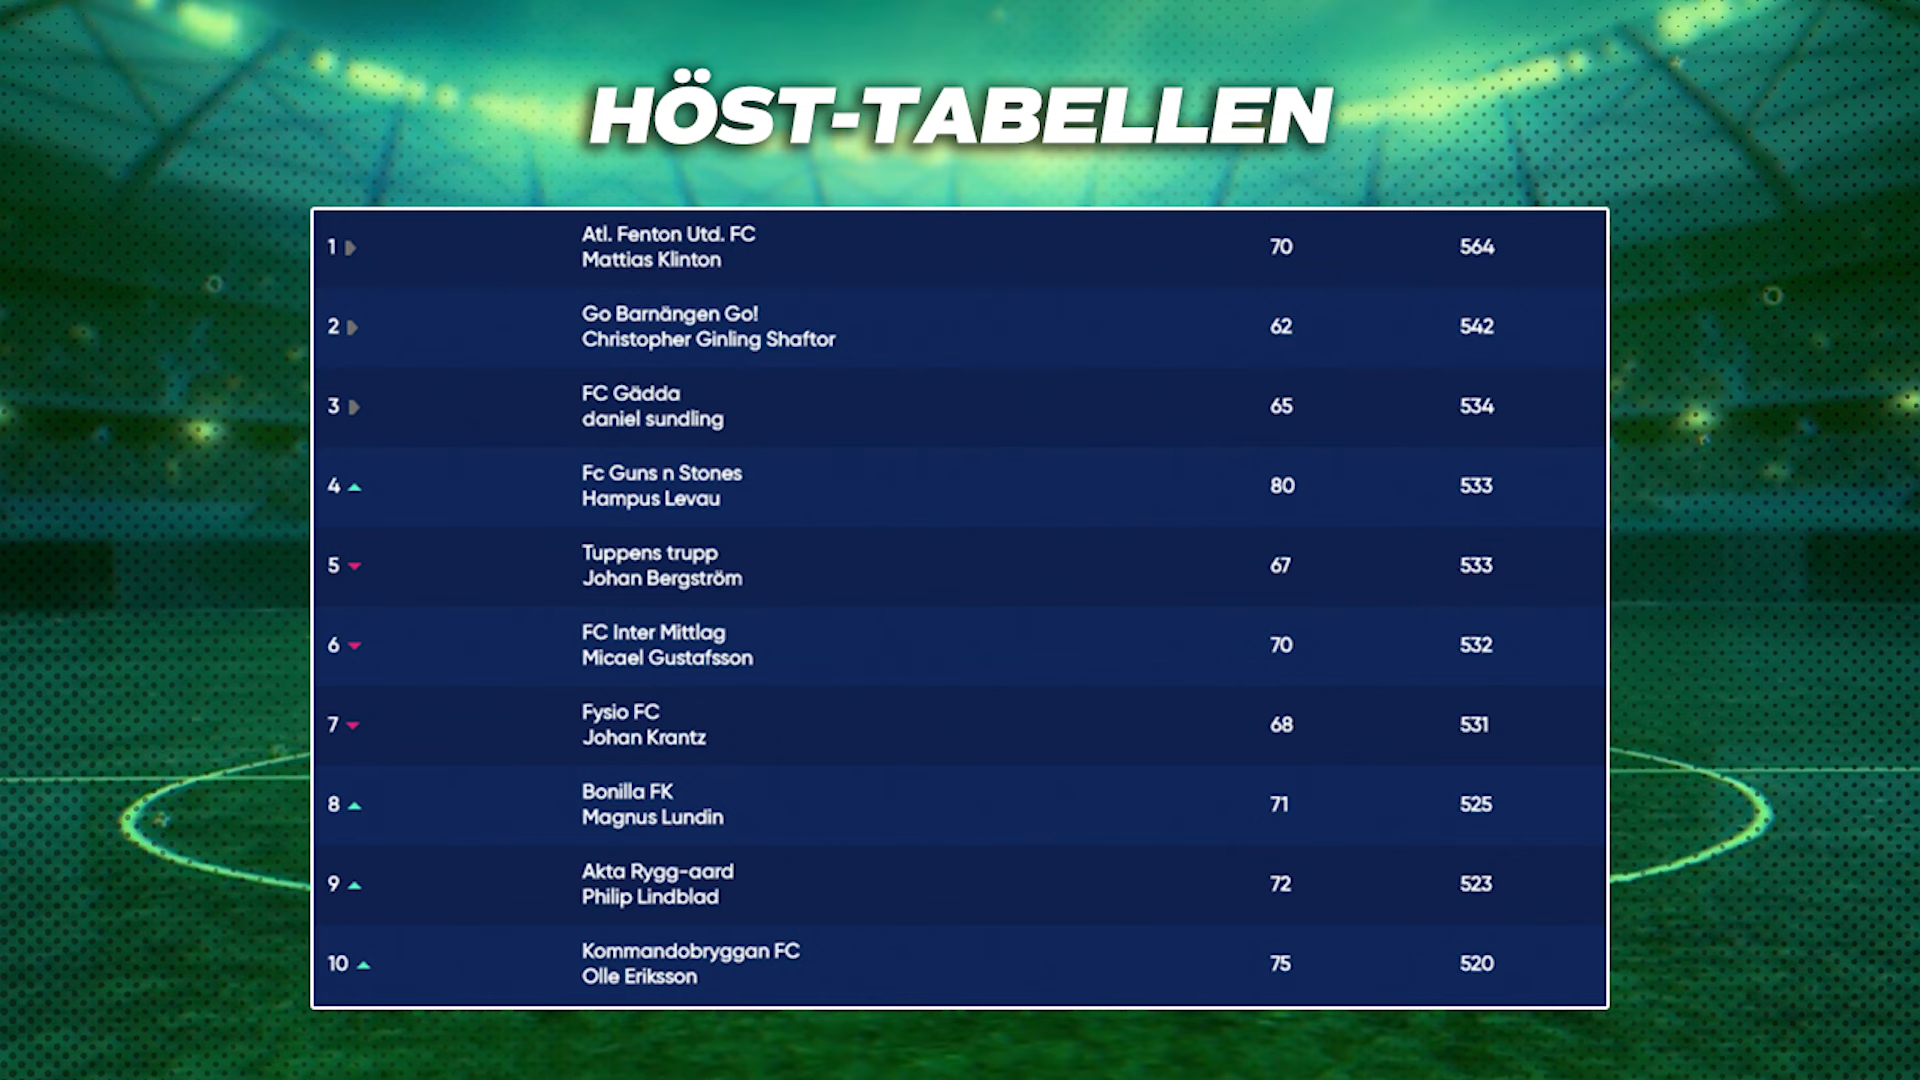 HÖST-TABELLEN
1 Atl. Fenton Utd. FC 70 564
Mattias Klinton
2 Go Barnängen Go! 62 542
Christopher Ginling Shaftor
3 FC Gädda 65 534
daniel sundling
4 Fc Guns n Stones 80 533
Hampus Levau
5 Tuppens trupp 67 533
Johan Bergström
6 FC Inter Mittlag 70 532
Micael Gustafsson
7 Fysio FC 68 531
Johan Krantz
8 Bonilla FK 71 525
Magnus Lundin
9 Akta Rygg-aard 72 523
Philip Lindblad
10 Kommandobryggan FC 75 520
Olle Eriksson